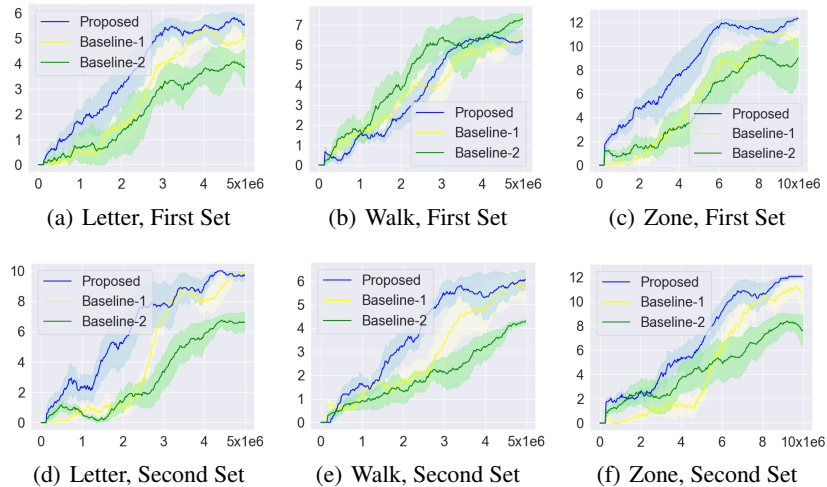 6
5
4
3
2
1
0
Proposed
Baseline-1
Baseline-2
0 1 2 3 4 5x1e6
(a) Letter, First Set
7
6
5
4
3
2
1
0
Proposed
Baseline-1
Baseline-2
0 1 2 3 4 5x1e6
(b) Walk, First Set
12
10
8
6
4
2
0
Proposed
Baseline-1
Baseline-2
0 2 4 6 8 10x1e6
(c) Zone, First Set
10
8
6
4
2
0
Proposed
Baseline-1
Baseline-2
0 1 2 3 4 5x1e6
(d) Letter, Second Set
6
5
4
3
2
1
0
Proposed
Baseline-1
Baseline-2
0 1 2 3 4 5x1e6
(e) Walk, Second Set
12
10
8
6
4
2
0
Proposed
Baseline-1
Baseline-2
0 2 4 6 8 10x1e6
(f) Zone, Second Set